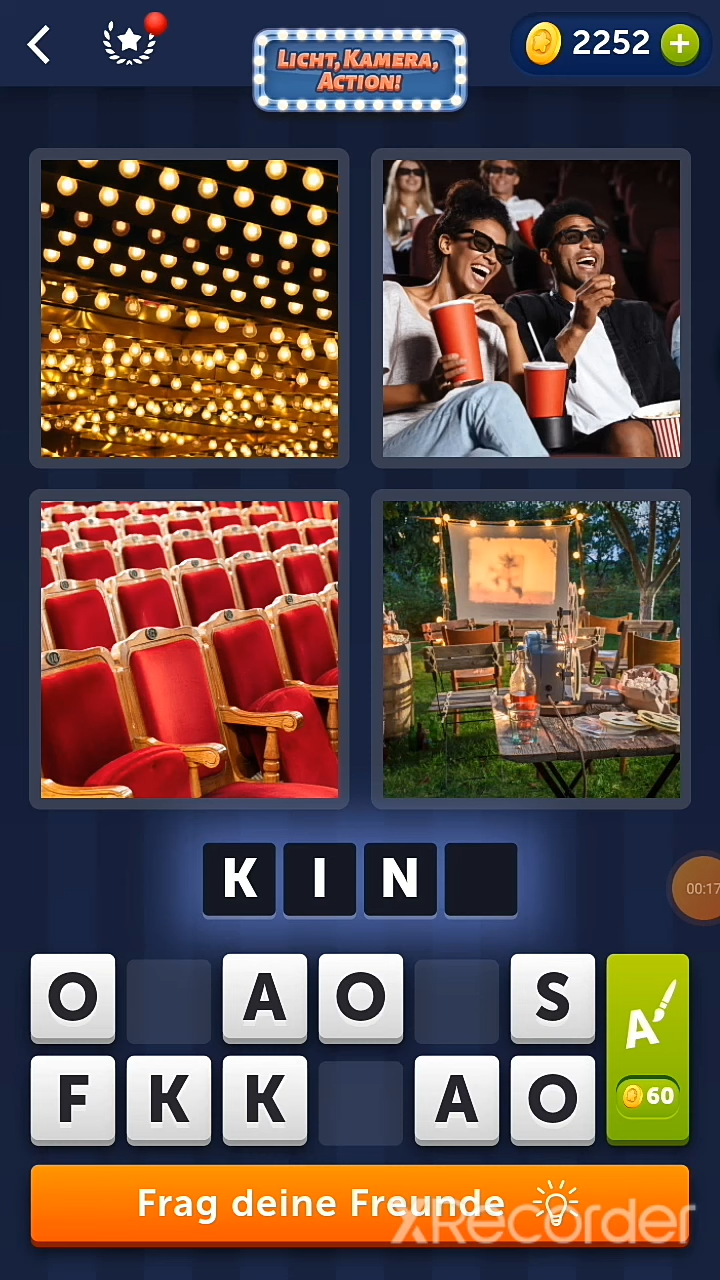 LICHT, KAMERA,
ACTION!
2252
K I N
00:17
O A O S
A
F K K A O
60
Frag deine Freunde
XRecorder